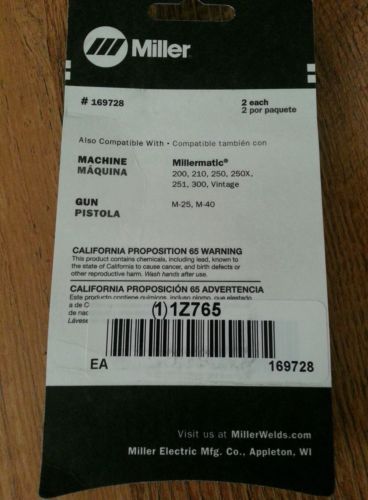 Miller
# 169728
2 each
2 por paquete
Also Compatible With • Compatible también con
MACHINE
MÁQUINA
Millermatic®
200, 210, 250, 250X,
251, 300, Vintage
GUN
PISTOLA
M-25, M-40
CALIFORNIA PROPOSITION 65 WARNING
This product contains chemicals, including lead, known to
the state of California to cause cancer, and birth defects or
other reproductive harm. Wash hands after use.
CALIFORNIA PROPOSICIÓN 65 ADVERTENCIA
Este producto contiene químicos, incluso plomo, que
a de C
de nac
Lávese
(1)1Z765
EA
169728
Visit us at MillerWelds.com
Miller Electric Mfg. Co., Appleton, WI